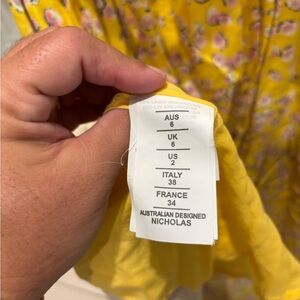 AUS
6
UK
6
US
2
ITALY
38
FRANCE
34
AUSTRALIAN DESIGNED
NICHOLAS